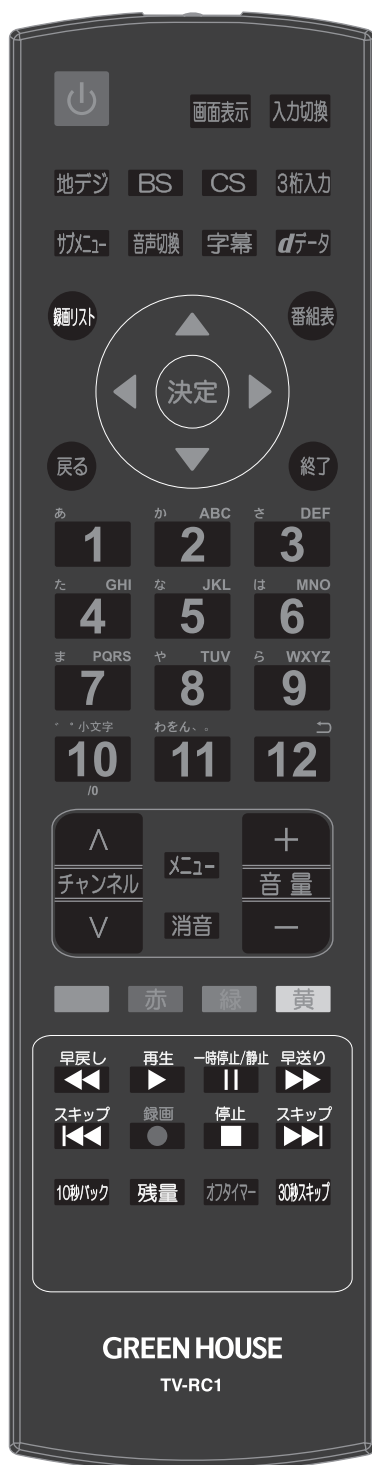 画面表示 入力切換
地デジ BS CS 3桁入力
サブメニュー 音声切換 字幕 dデータ
録画リスト 番組表
決定
戻る 終了
あ か ABC さ DEF
1 2 3
た GHI な JKL は MNO
4 5 6
ま PQRS や TUV ら WXYZ
7 8 9
゛゜小文字 わをん、。
10 11 12
/0
チャンネル メニュー + 音量
消音 −
赤 緑 黄
早戻し 再生 一時停止/静止 早送り
スキップ 録画 停止 スキップ
10秒バック 残量 オフタイマー 30秒スキップ
GREEN HOUSE
TV-RC1